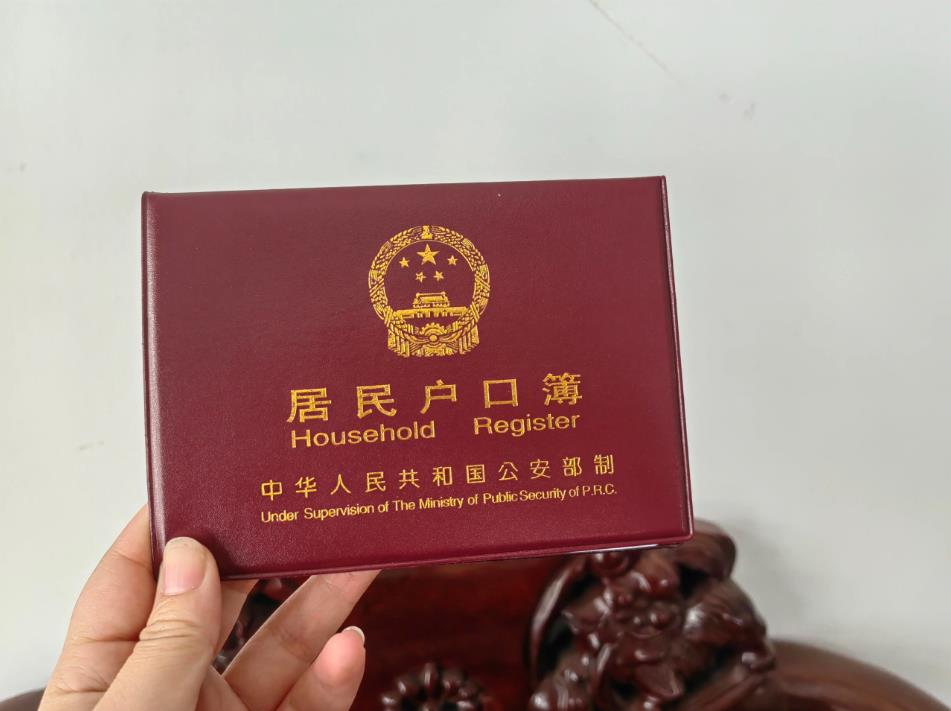 居民户口簿
Household Register
中华人民共和国公安部制
Under Supervision of The Ministry of Public Security of P.R.C.